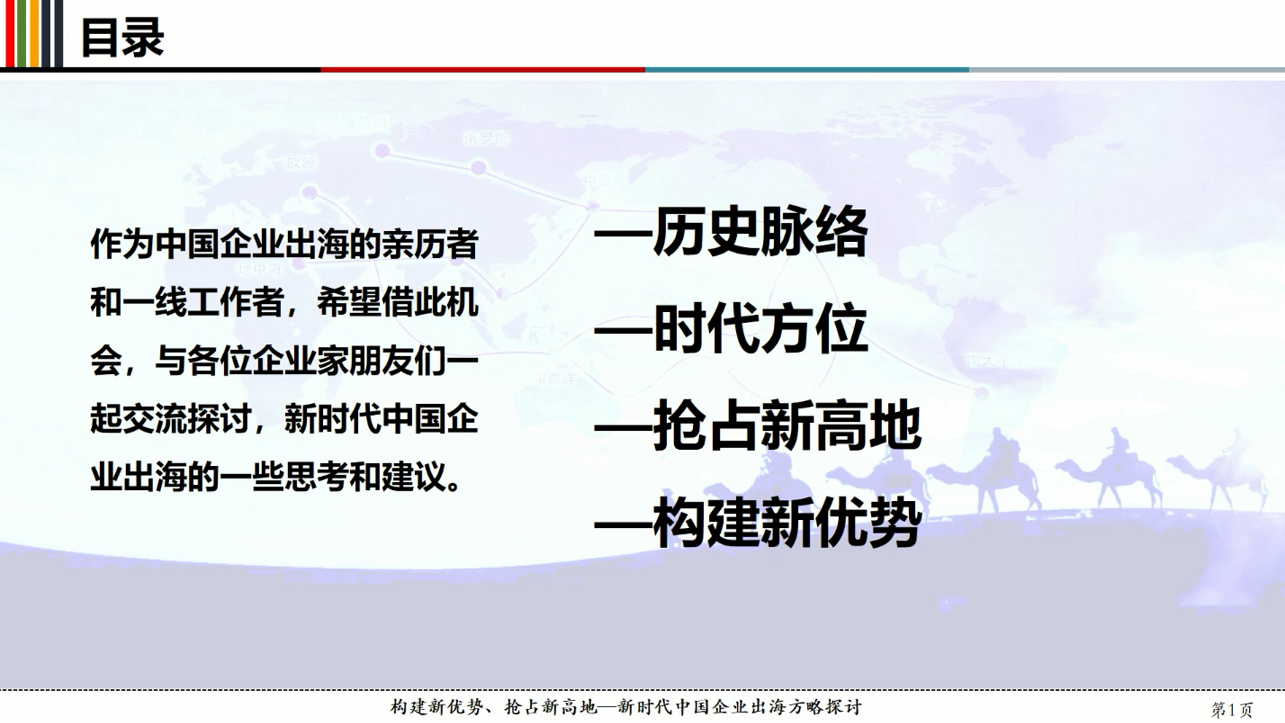 目录
作为中国企业出海的亲历者
和一线工作者，希望借此机
会，与各位企业家朋友们一
起交流探讨，新时代中国企
业出海的一些思考和建议。
—历史脉络
—时代方位
—抢占新高地
—构建新优势
构建新优势、抢占新高地—新时代中国企业出海方略探讨
第1页